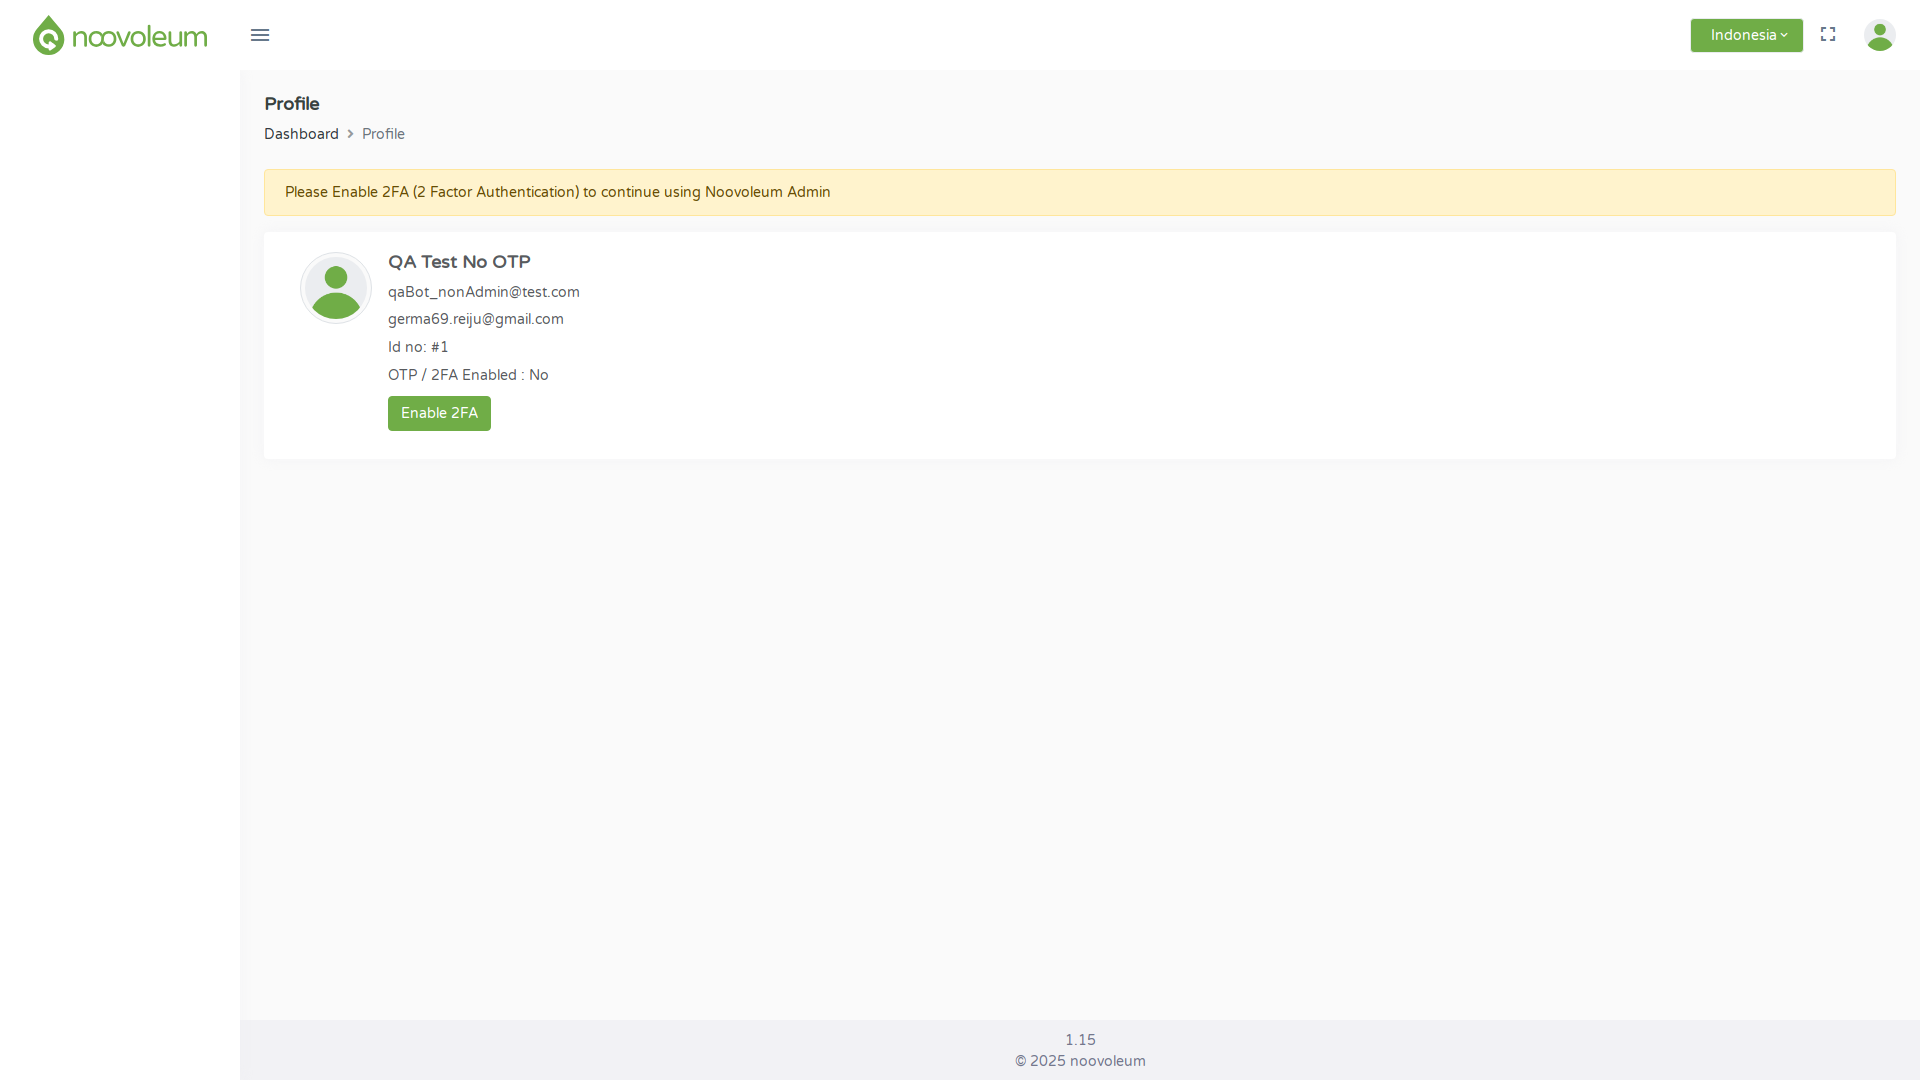 noovoleum
Indonesia
Profile
Dashboard > Profile
Please Enable 2FA (2 Factor Authentication) to continue using Noovoleum Admin
QA Test No OTP
qaBot_nonAdmin@test.com
germa69.reiju@gmail.com
Id no: #1
OTP / 2FA Enabled : No
Enable 2FA
1.15
© 2025 noovoleum